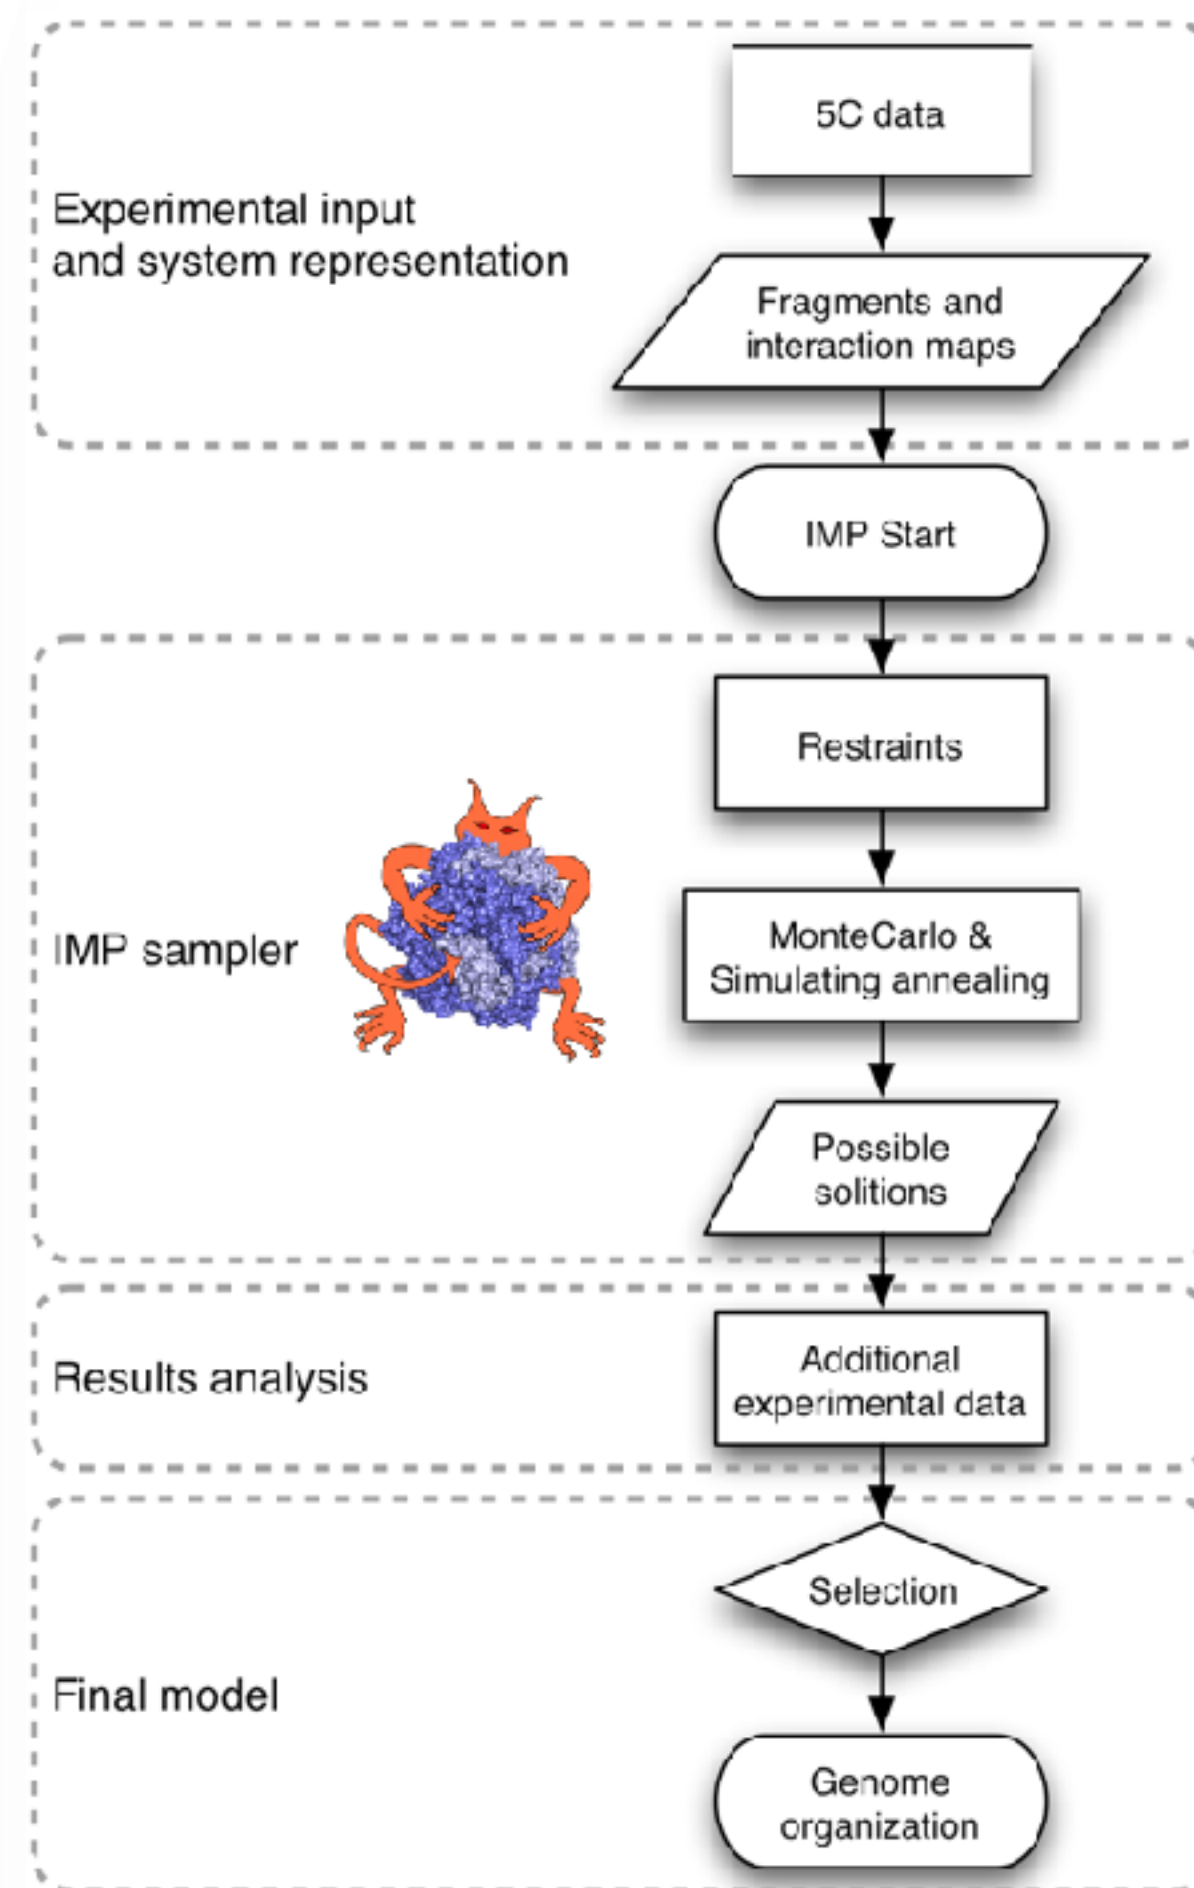 5C data
Experimental input
and system representation
Fragments and
interaction maps
IMP Start
Restraints
IMP sampler
MonteCarlo &
Simulating annealing
Possible
solitions
Results analysis
Additional
experimental data
Selection
Final model
Genome
organization